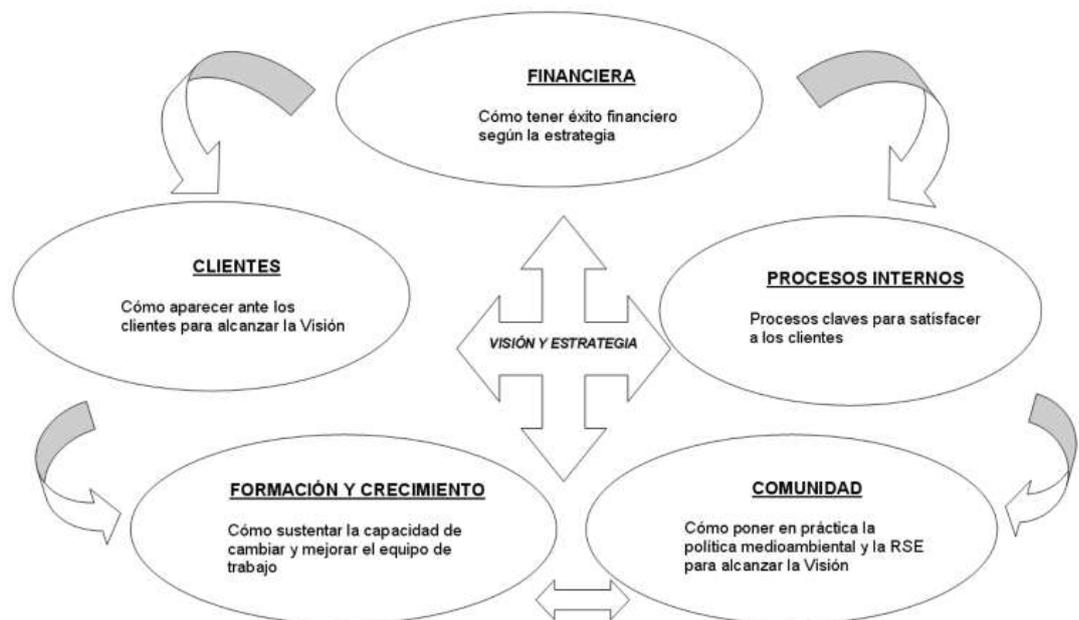 FINANCIERA
Cómo tener éxito financiero
según la estrategia
CLIENTES
Cómo aparecer ante los
clientes para alcanzar la Visión
PROCESOS INTERNOS
Procesos claves para satisfacer
a los clientes
VISIÓN Y ESTRATEGIA
FORMACIÓN Y CRECIMIENTO
Cómo sustentar la capacidad de
cambiar y mejorar el equipo de
trabajo
COMUNIDAD
Cómo poner en práctica la
política medioambiental y la RSE
para alcanzar la Visión